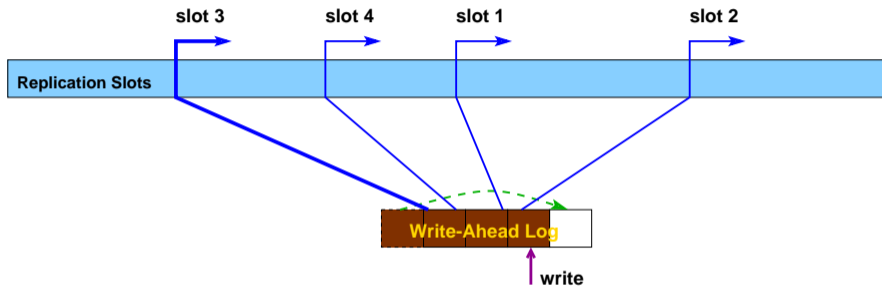 slot 3
slot 4
slot 1
slot 2
Replication Slots
Write-Ahead Log
write